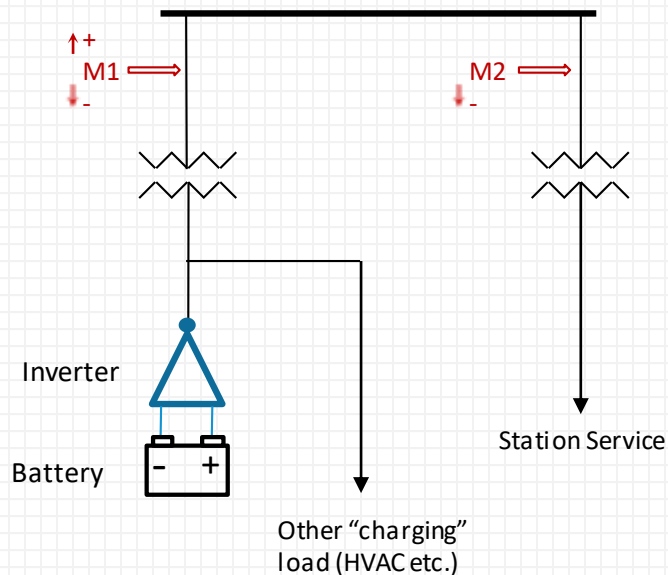 +
M1
-
M2
-
Inverter
Battery
- +
Station Service
Other “charging”
load (HVAC etc.)